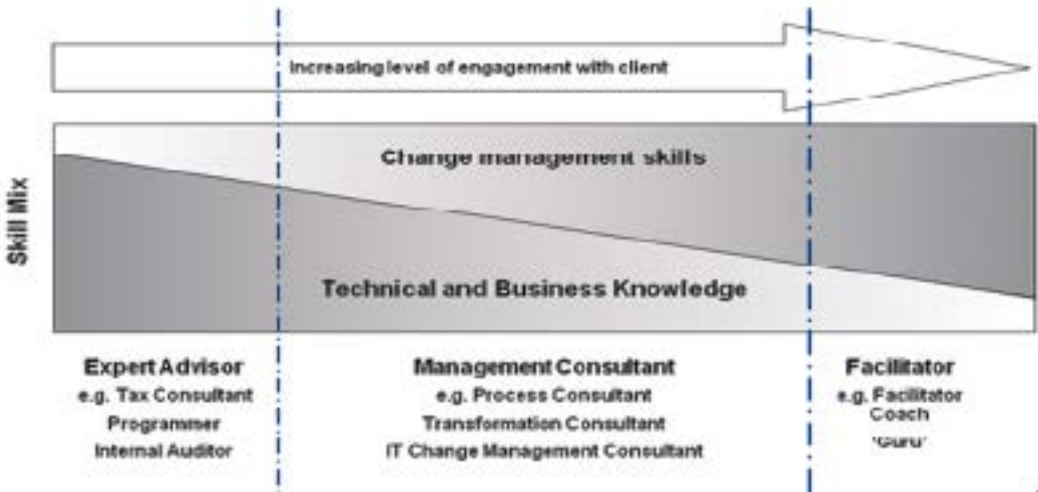 Increasing level of engagement with client
Change management skills
Skill Mix
Technical and Business Knowledge
Expert Advisor
e.g. Tax Consultant
Programmer
Internal Auditor
Management Consultant
e.g. Process Consultant
Transformation Consultant
IT Change Management Consultant
Facilitator
e.g. Facilitator
Coach
'Guru'